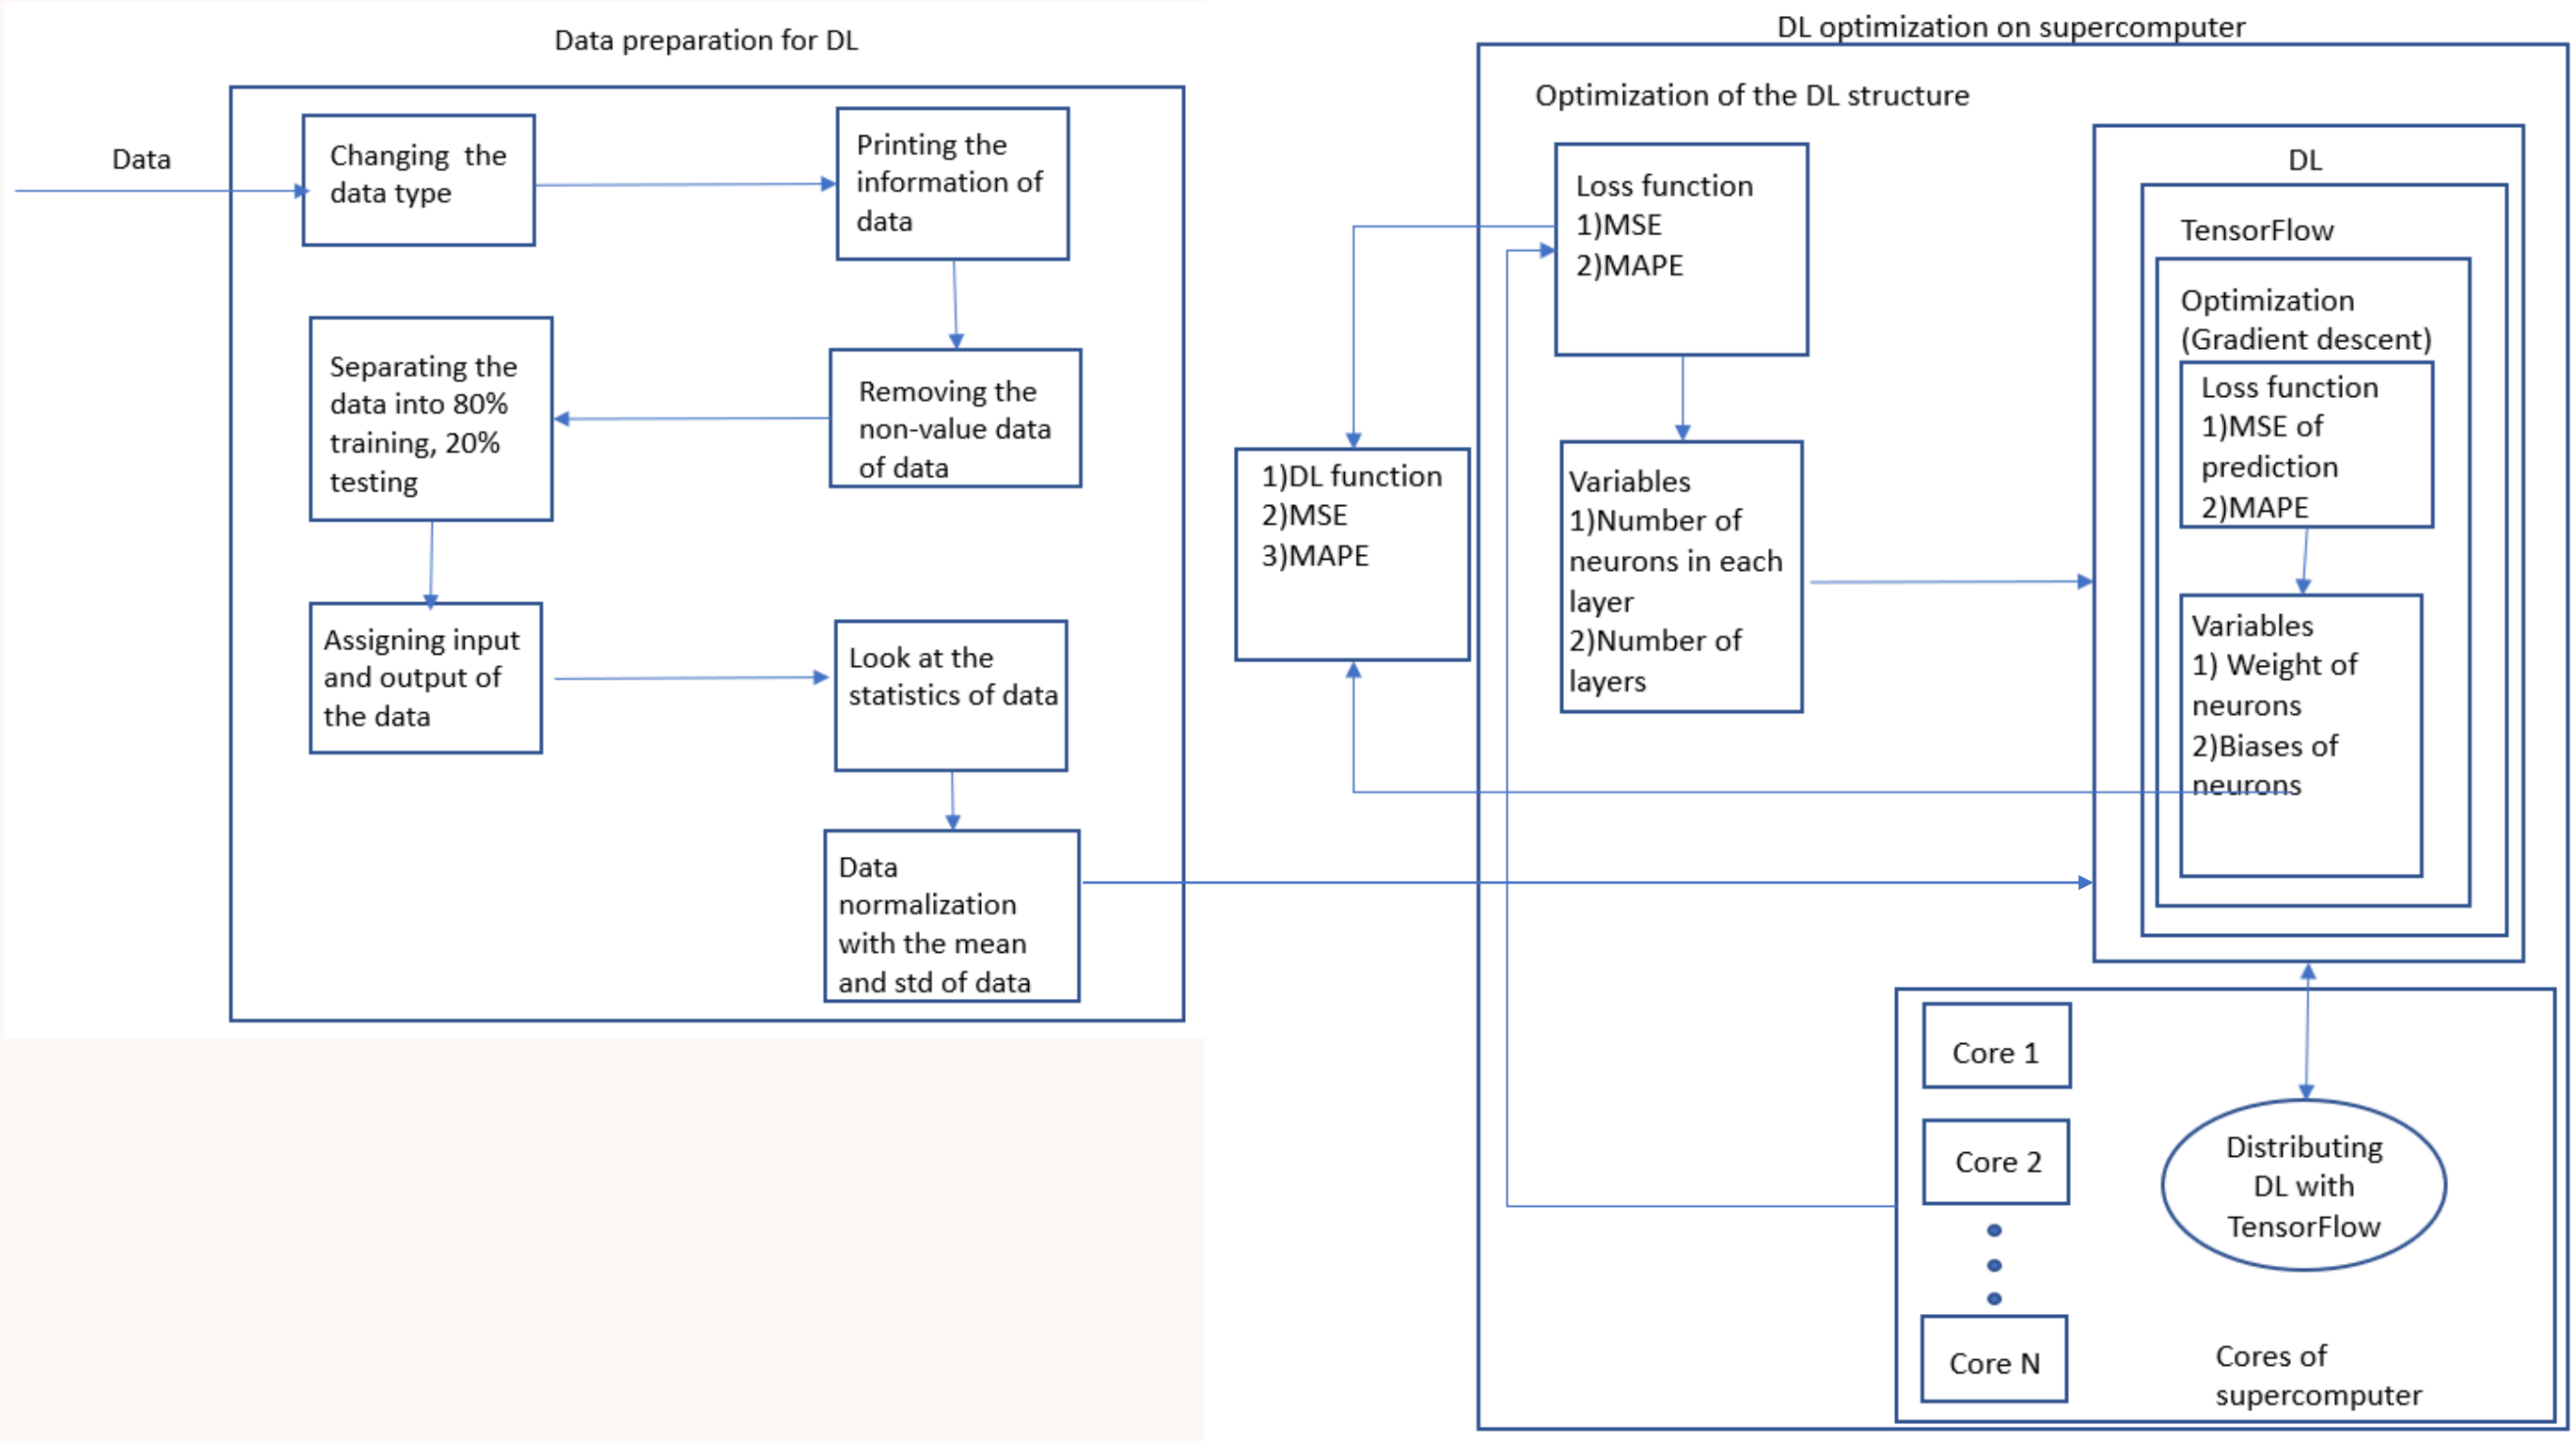 Data preparation for DL
Data
Changing the
data type
Printing the
information of
data
Removing the
non-value data
of data
Separating the
data into 80%
training, 20%
testing
Assigning input
and output of
the data
Look at the
statistics of data
Data
normalization
with the mean
and std of data
DL optimization on supercomputer
Optimization of the DL structure
Loss function
1)MSE
2)MAPE
1)DL function
2)MSE
3)MAPE
Variables
1)Number of
neurons in each
layer
2)Number of
layers
DL
TensorFlow
Optimization
(Gradient descent)
Loss function
1)MSE of
prediction
2)MAPE
Variables
1) Weight of
neurons
2)Biases of
neurons
Core 1
Core 2
Core N
Distributing
DL with
TensorFlow
Cores of
supercomputer